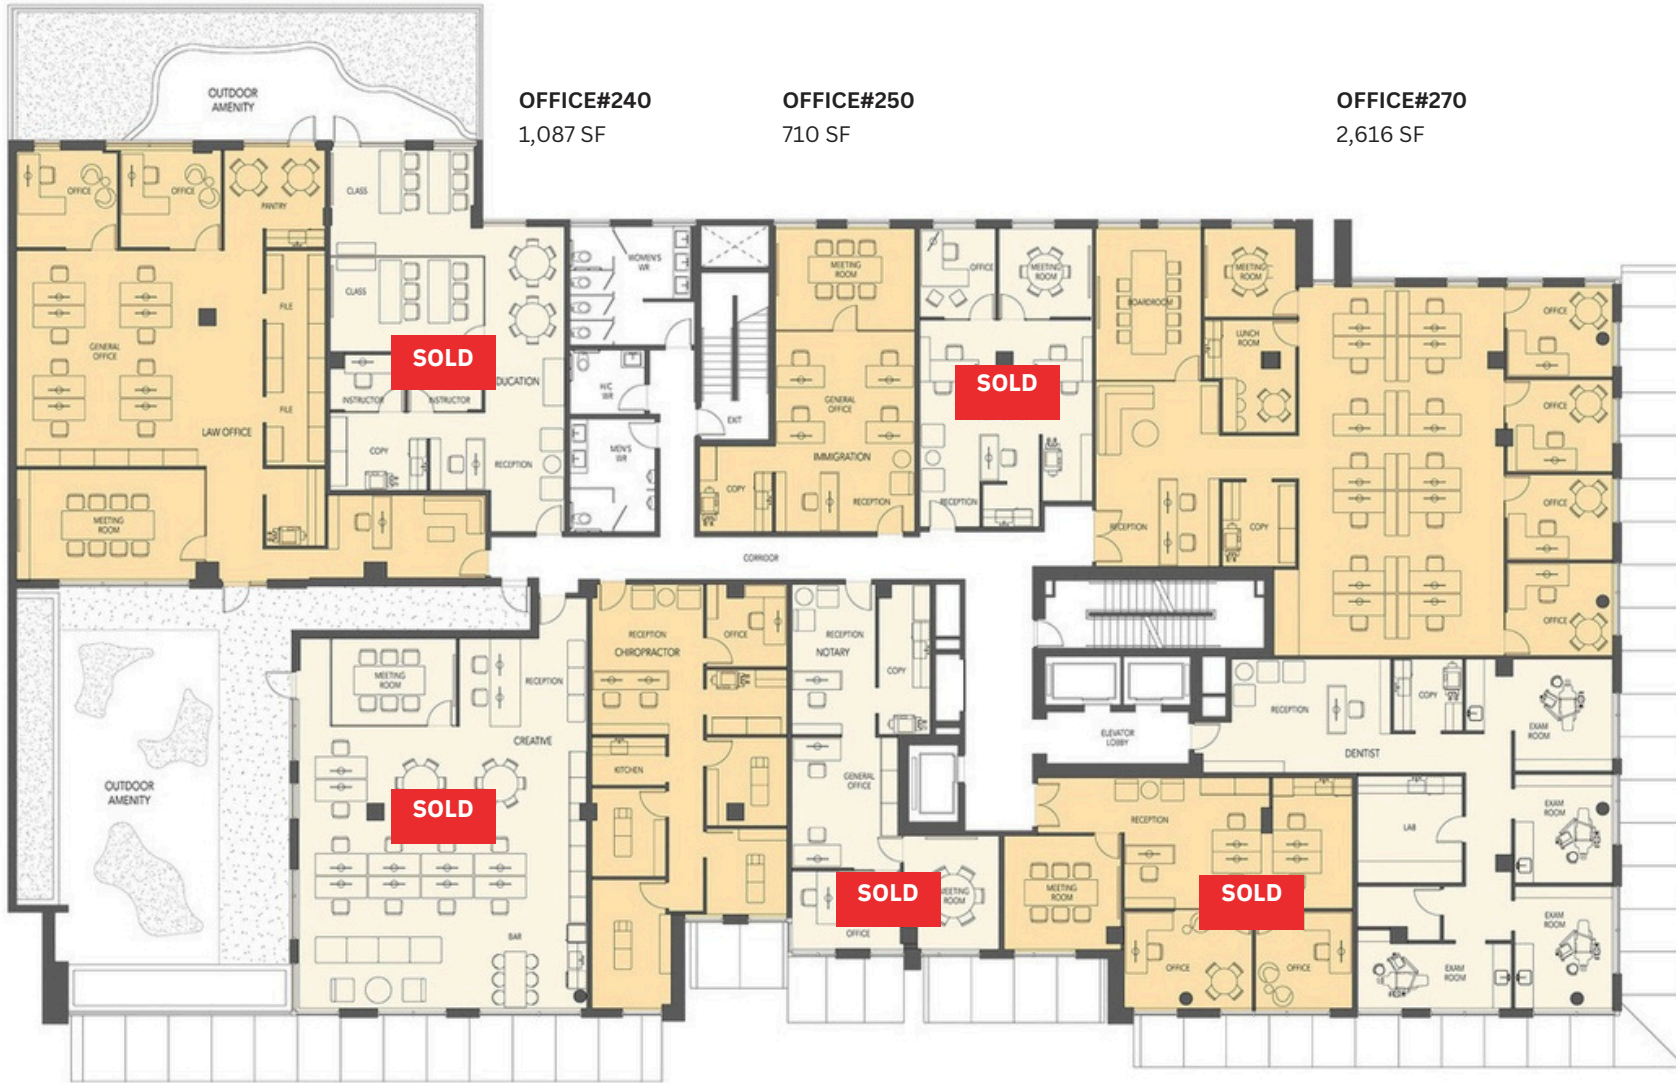 OUTDOOR
AMENITY
OFFICE#240
1,087 SF
OFFICE#250
710 SF
OFFICE#270
2,616 SF
OFFICE
OFFICE
PANTRY
CLASS
CLASS
FILE
FILE
GENERAL
OFFICE
LAW OFFICE
MEETING
ROOM
SOLD
DUCATION
INSTRUCTOR
INSTRUCTOR
COPY
RECEPTION
WOMEN'S
WR
H/C
WR
MEN'S
WR
EXIT
MEETING
ROOM
GENERAL
OFFICE
IMMIGRATION
COPY
RECEPTION
OFFICE
MEETING
ROOM
SOLD
RECEPTION
BOARDROOM
MEETING
ROOM
LUNCH
ROOM
RECEPTION
COPY
OFFICE
OFFICE
OFFICE
OFFICE
CORRIDOR
OUTDOOR
AMENITY
MEETING
ROOM
RECEPTION
CREATIVE
SOLD
BAR
RECEPTION
CHIROPRACTOR
OFFICE
KITCHEN
RECEPTION
NOTARY
COPY
GENERAL
OFFICE
SOLD
OFFICE
MEETING
ROOM
ELEVATOR
LOBBY
RECEPTION
COPY
DENTIST
EXAM
ROOM
EXAM
ROOM
EXAM
ROOM
EXAM
ROOM
LAB
RECEPTION
MEETING
ROOM
SOLD
OFFICE
OFFICE